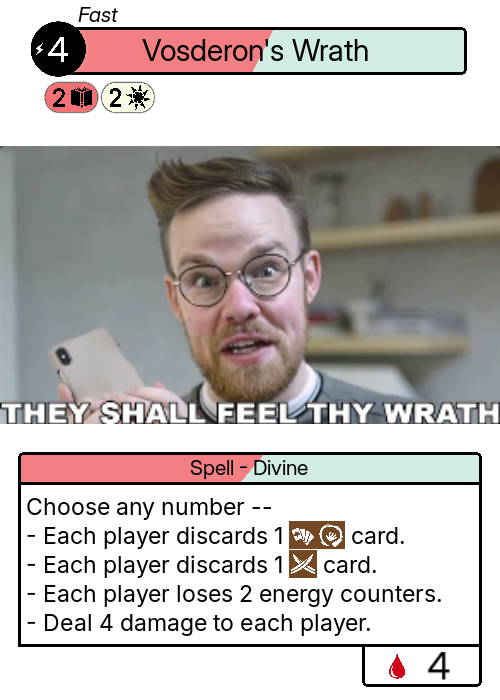 Fast
4 Vosderon's Wrath
2 2
THEY SHALL FEEL THY WRATH
Spell - Divine
Choose any number --
- Each player discards 1 card.
- Each player discards 1 card.
- Each player loses 2 energy counters.
- Deal 4 damage to each player.
4